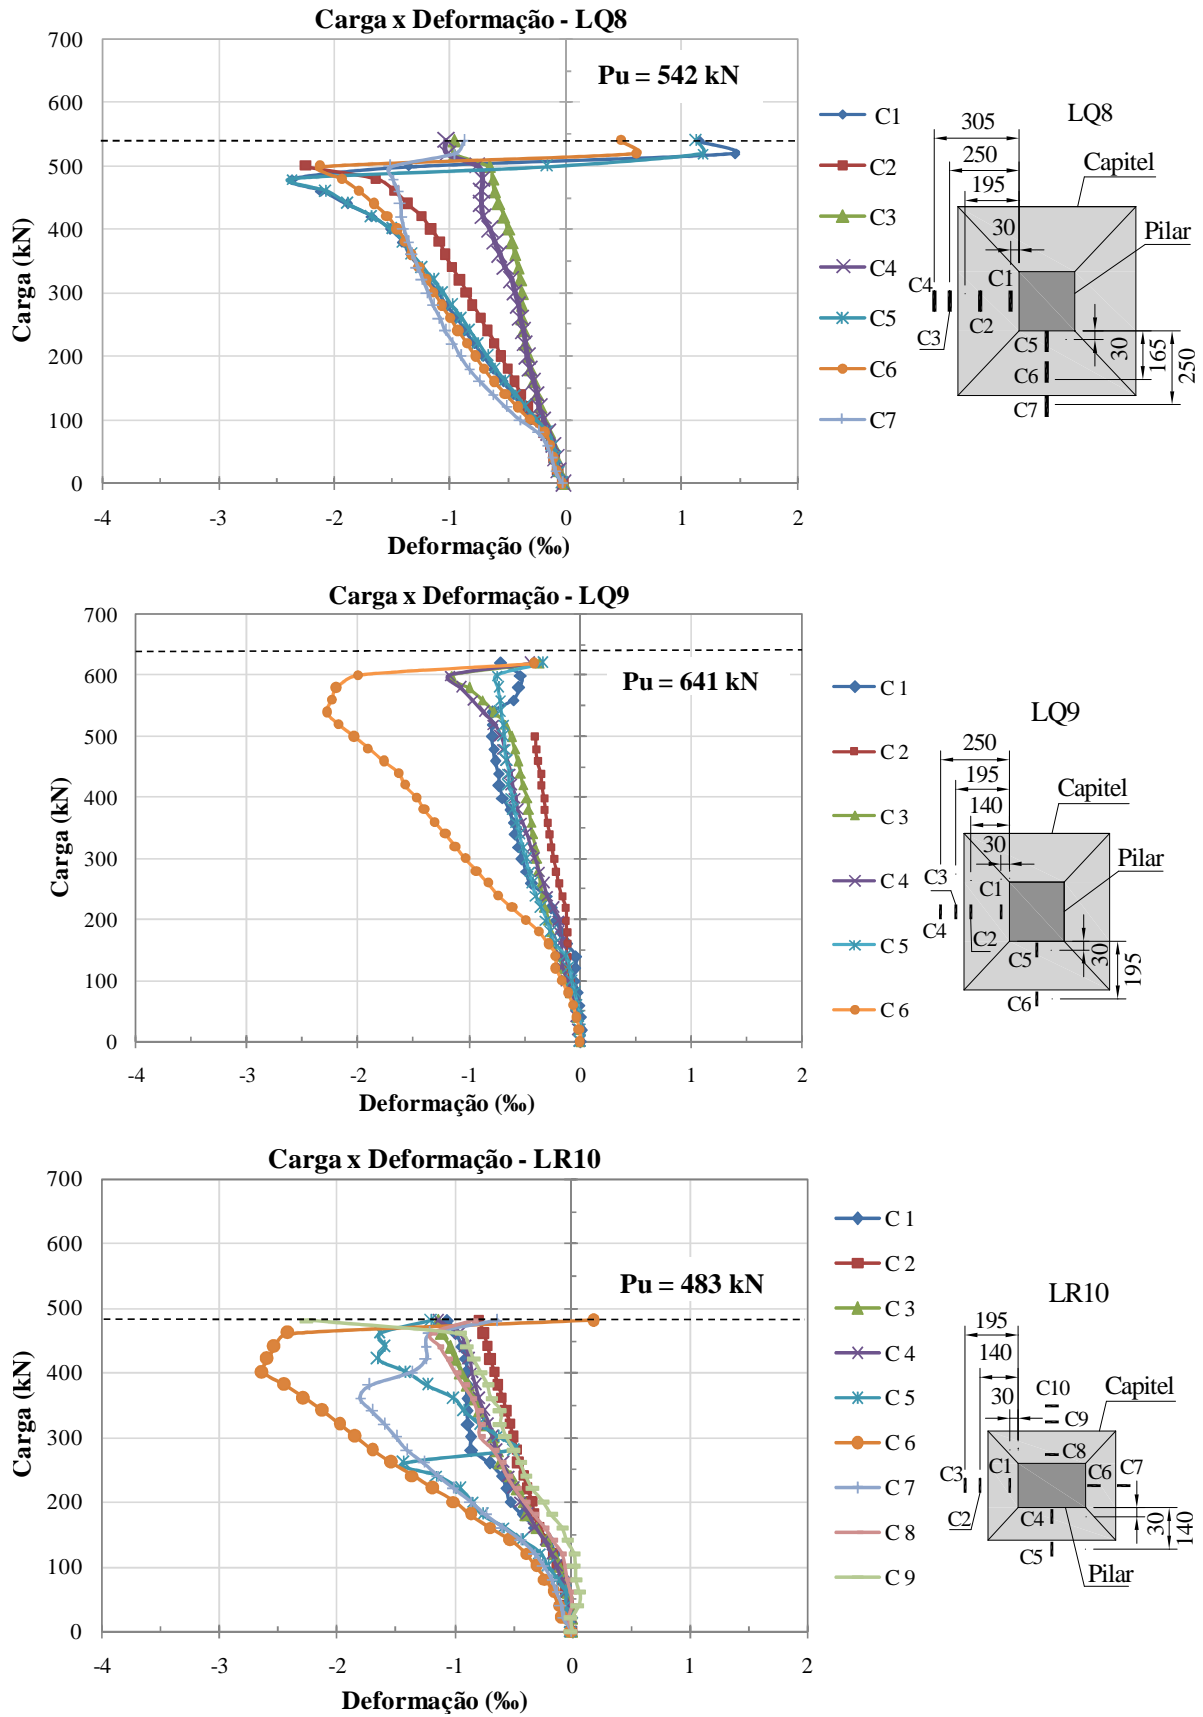 Carga x Deformação - LQ8
700
600
500
400
300
200
100
0
-4 -3 -2 -1 0 1 2
Carga (kN)
Deformação (‰)
Pu = 542 kN
C1
C2
C3
C4
C5
C6
C7
LQ8
305
250
195
30
Capitel
Pilar
C4
C1
C3
C2
C5
C6
C7
30
165
250
Carga x Deformação - LQ9
700
600
500
400
300
200
100
0
-4 -3 -2 -1 0 1 2
Carga (kN)
Deformação (‰)
Pu = 641 kN
C 1
C 2
C 3
C 4
C 5
C 6
LQ9
250
195
140
30
Capitel
Pilar
C3
C1
C4
C2
C5
C6
30
195
Carga x Deformação - LR10
700
600
500
400
300
200
100
0
-4 -3 -2 -1 0 1 2
Carga (kN)
Deformação (‰)
Pu = 483 kN
C 1
C 2
C 3
C 4
C 5
C 6
C 7
C 8
C 9
LR10
195
140
30
C10
Capitel
C9
C8
C3
C1
C6
C7
C2
C4
C5
30
140
Pilar